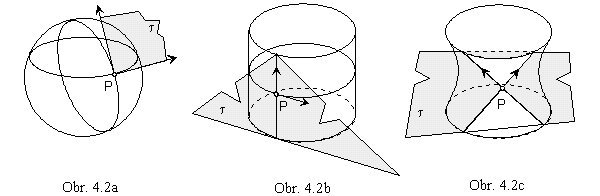 τ
P
τ
P
τ
P
Obr. 4.2a
Obr. 4.2b
Obr. 4.2c